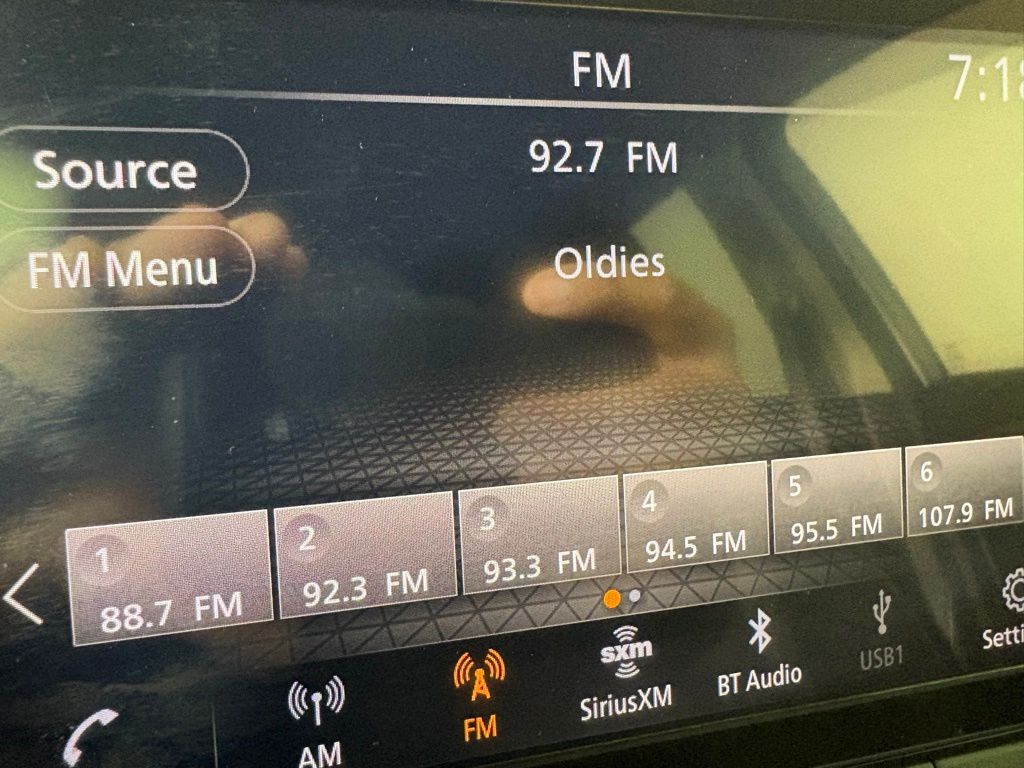 FM
Source
92.7 FM
FM Menu
Oldies
1
88.7 FM
2
92.3 FM
3
93.3 FM
4
94.5 FM
5
95.5 FM
6
107.9 FM
AM
FM
sxm
SiriusXM
BT Audio
USB1